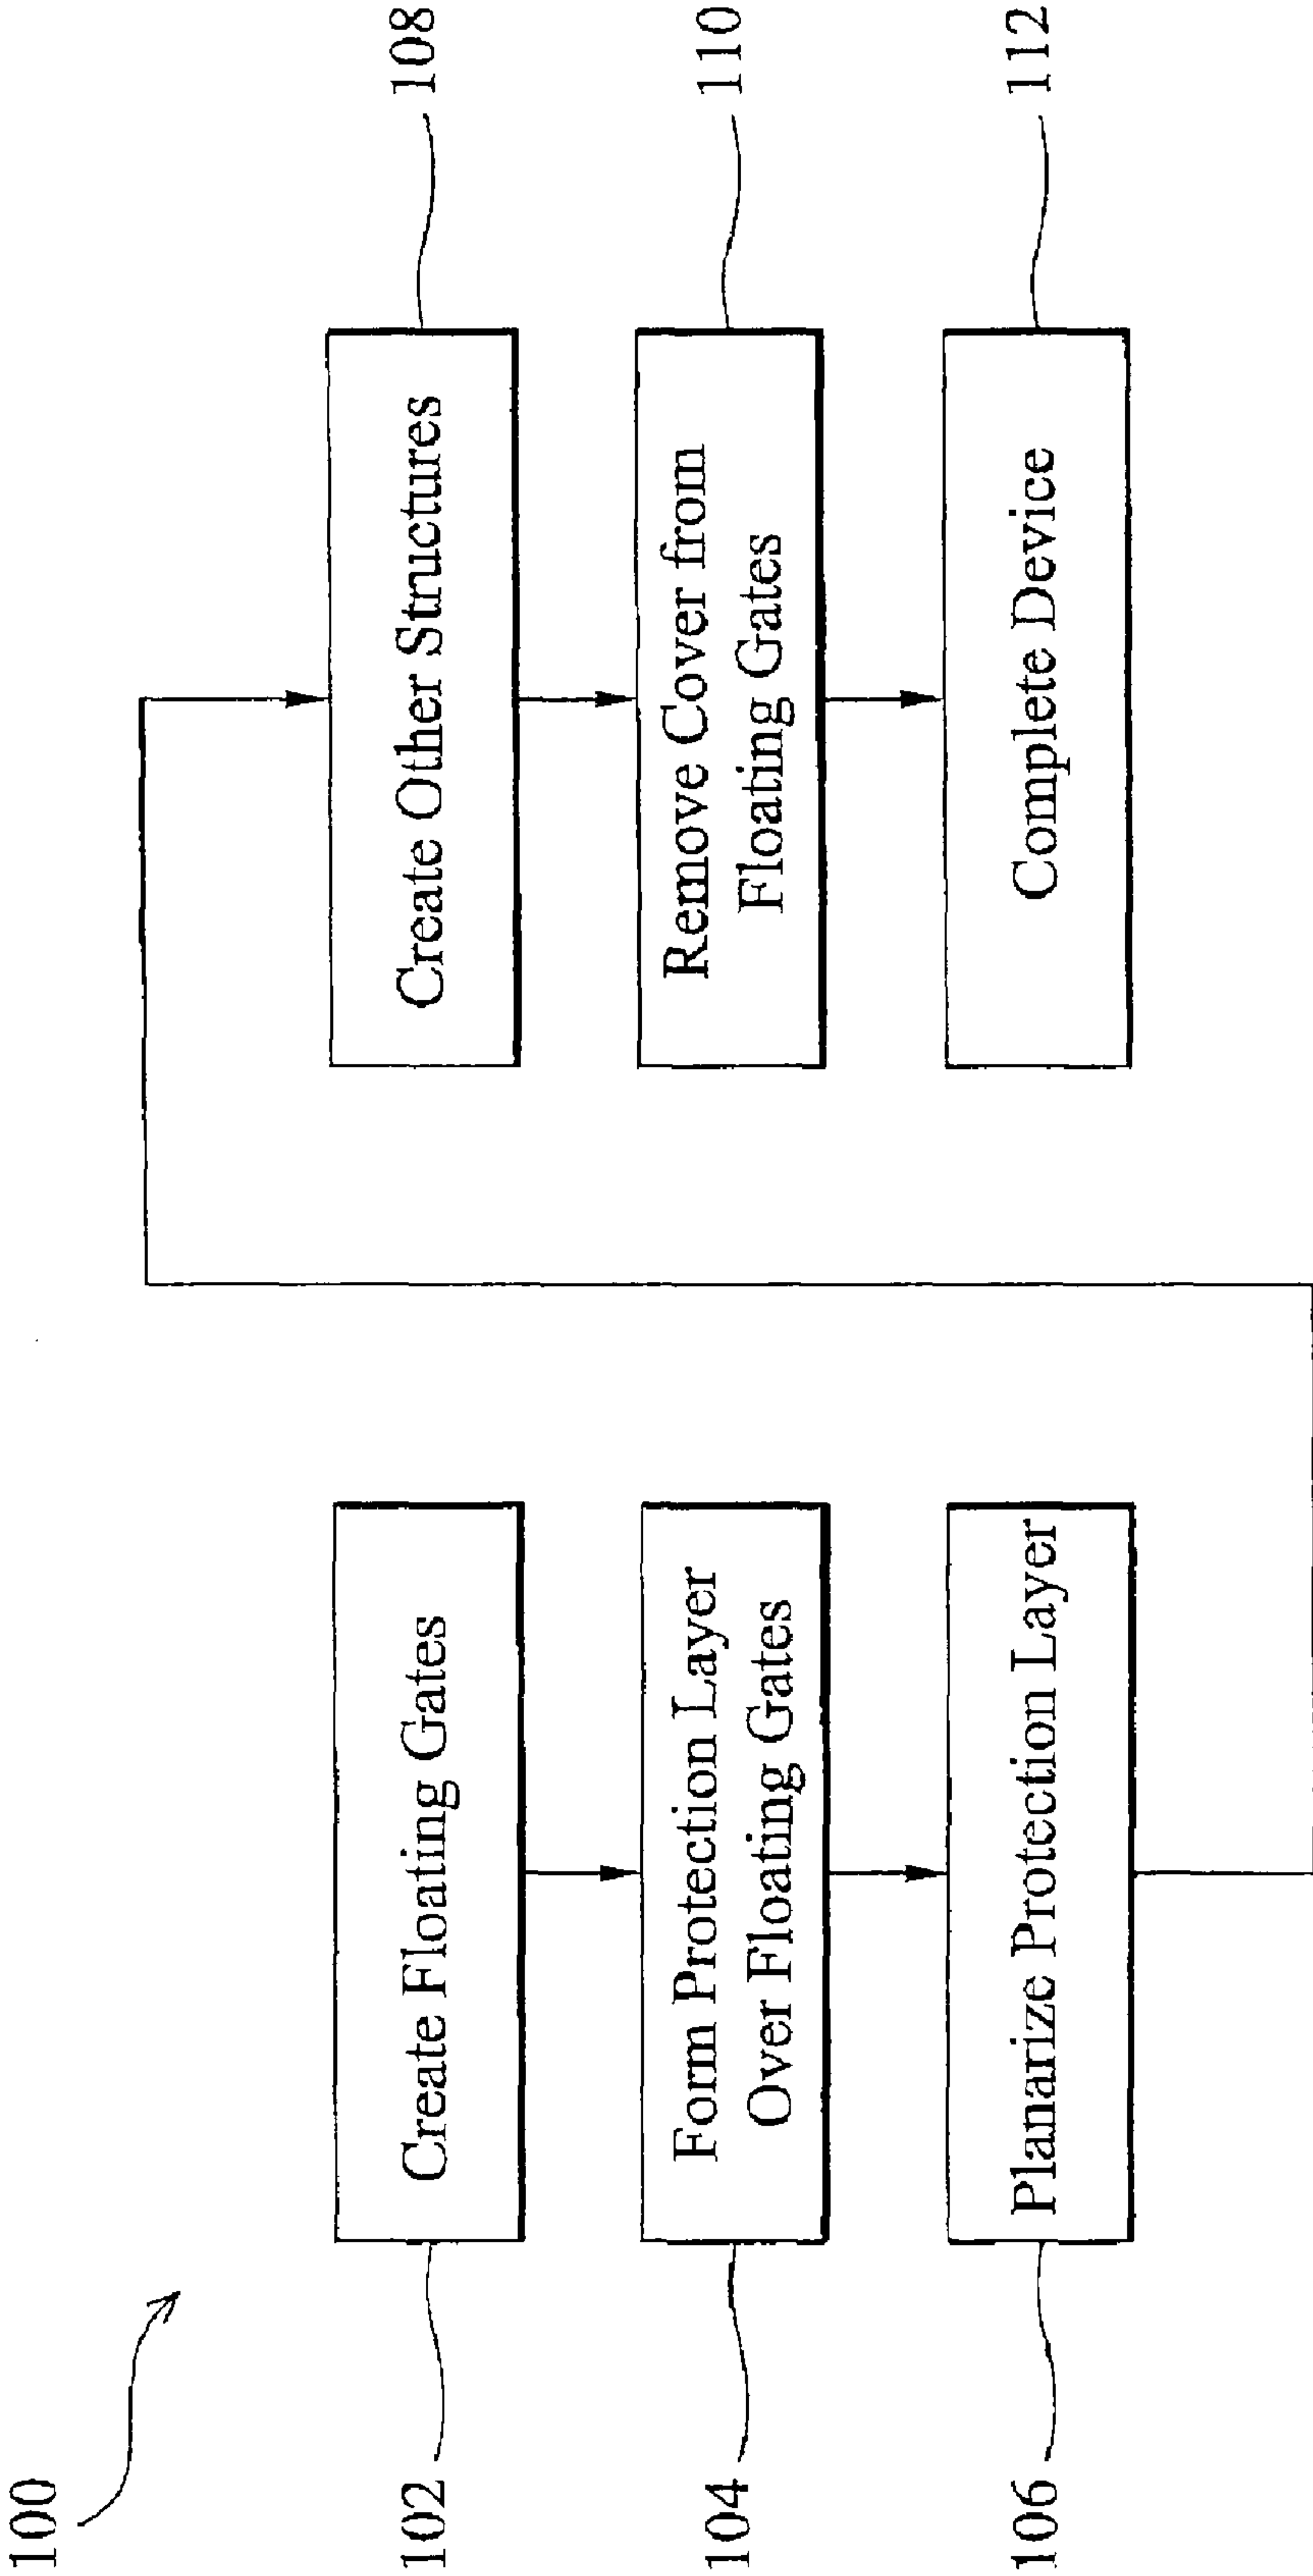 100
102
Create Floating Gates
104
Form Protection Layer
Over Floating Gates
106
Planarize Protection Layer
Create Other Structures
108
Remove Cover from
Floating Gates
110
Complete Device
112